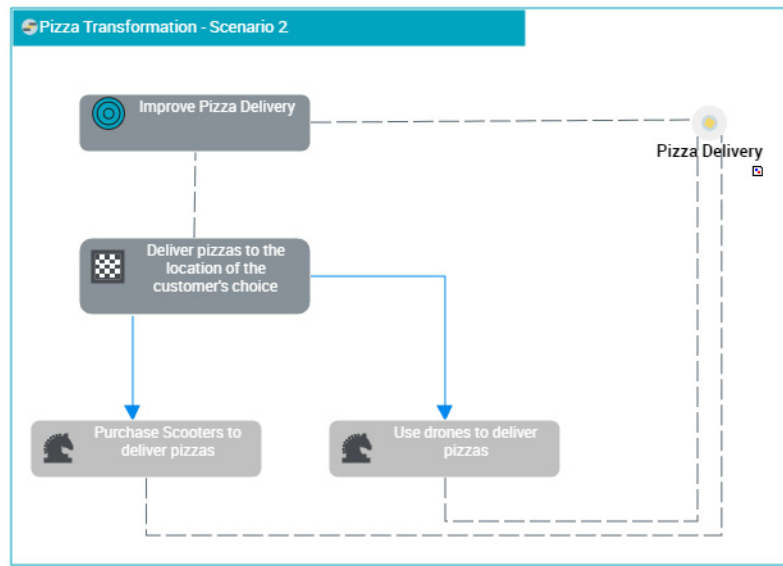 Pizza Transformation - Scenario 2
Improve Pizza Delivery
Pizza Delivery
Deliver pizzas to the
location of the
customer's choice
Purchase Scooters to
deliver pizzas
Use drones to deliver
pizzas